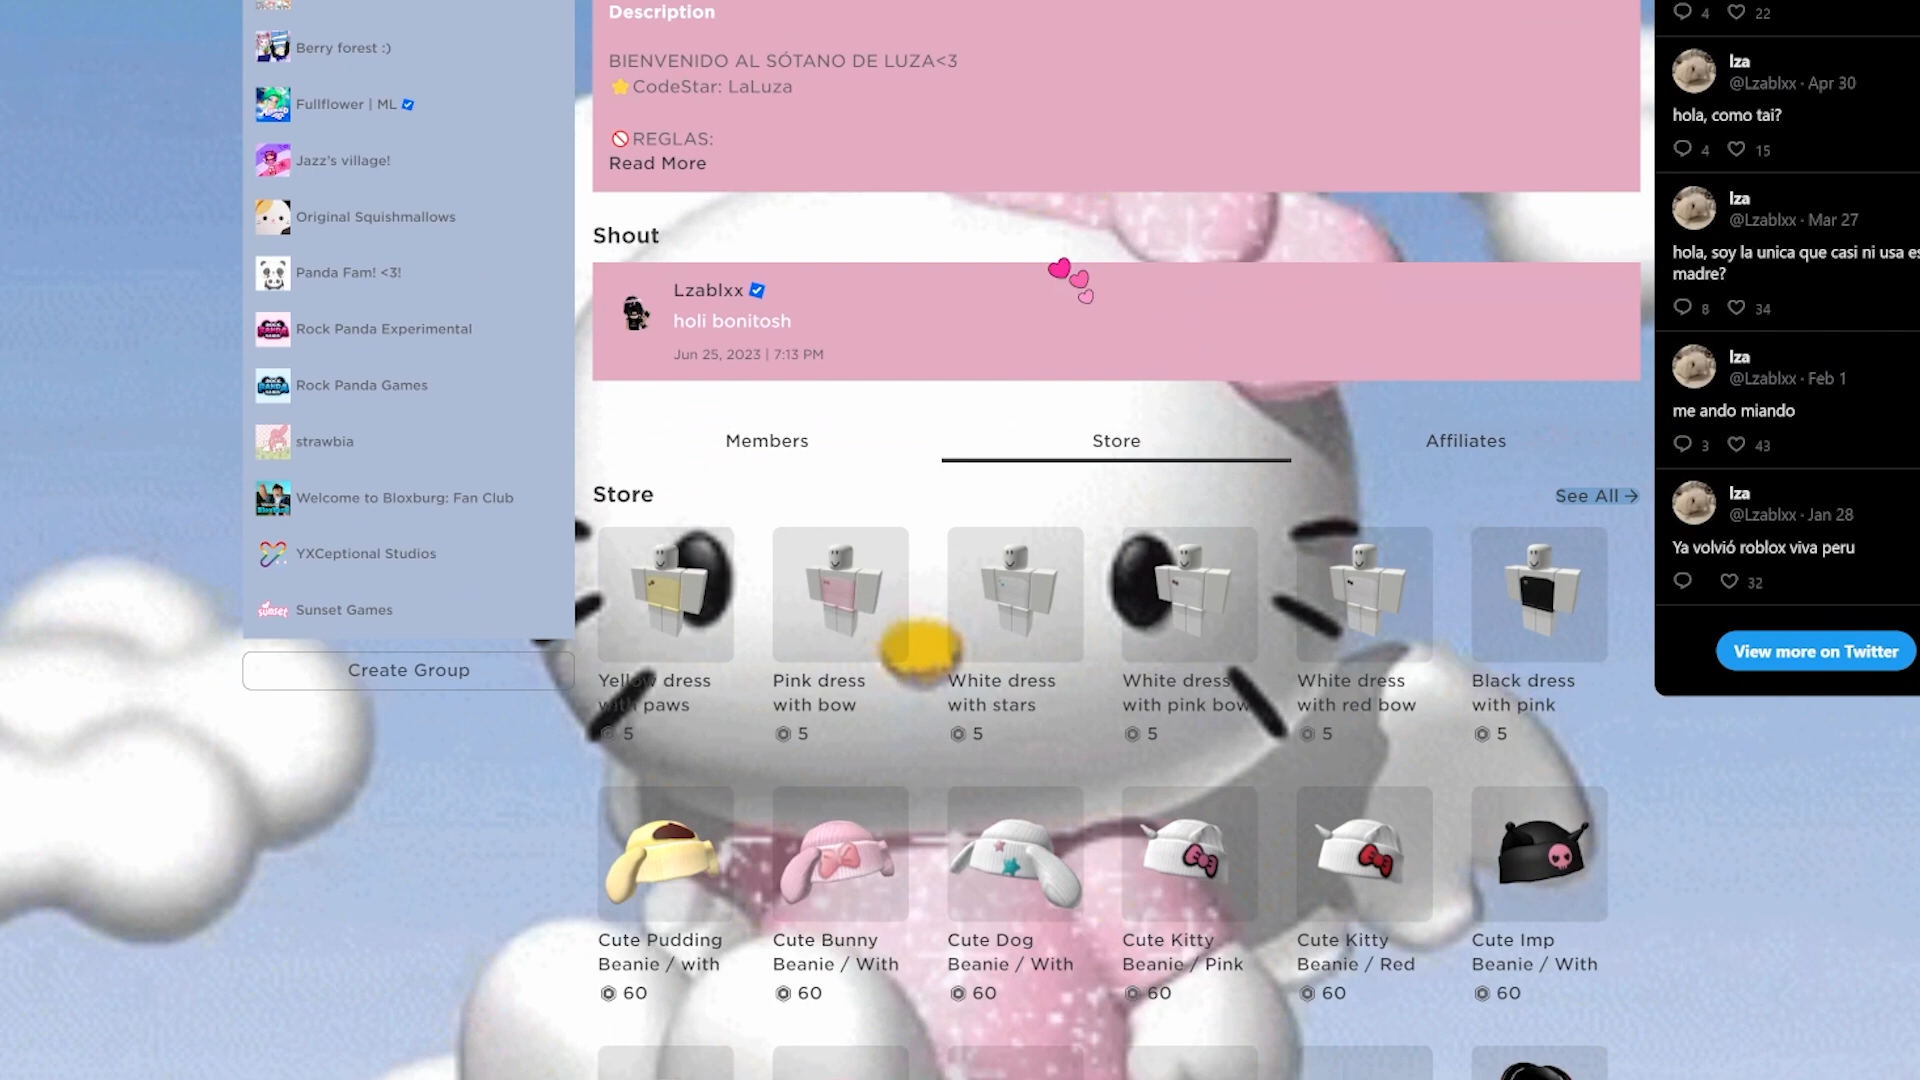 Berry forest :)
Fullflower | ML
Jazz's village!
Original Squishmallows
Panda Fam! <3!
Rock Panda Experimental
Rock Panda Games
strawbia
Welcome to Bloxburg: Fan Club
YXCeptional Studios
Sunset Games
Create Group
Description
BIENVENIDO AL SÓTANO DE LUZA<3
⭐CodeStar: LaLuza
🚫REGLAS:
Read More
Shout
Lzablxx
holi bonitosh
Jun 25, 2023 | 7:13 PM
Members
Store
Affiliates
Store
See All →
Yellow dress
with paws
5
Pink dress
with bow
5
White dress
with stars
5
White dress
with pink bow
5
White dress
with red bow
5
Black dress
with pink
5
Cute Pudding
Beanie / with
60
Cute Bunny
Beanie / With
60
Cute Dog
Beanie / With
60
Cute Kitty
Beanie / Pink
60
Cute Kitty
Beanie / Red
60
Cute Imp
Beanie / With
60
4 22
lza
@Lzablxx · Apr 30
hola, como tai?
4 15
lza
@Lzablxx · Mar 27
hola, soy la unica que casi ni usa es
madre?
8 34
lza
@Lzablxx · Feb 1
me ando miando
3 43
lza
@Lzablxx · Jan 28
Ya volvió roblox viva peru
32
View more on Twitter